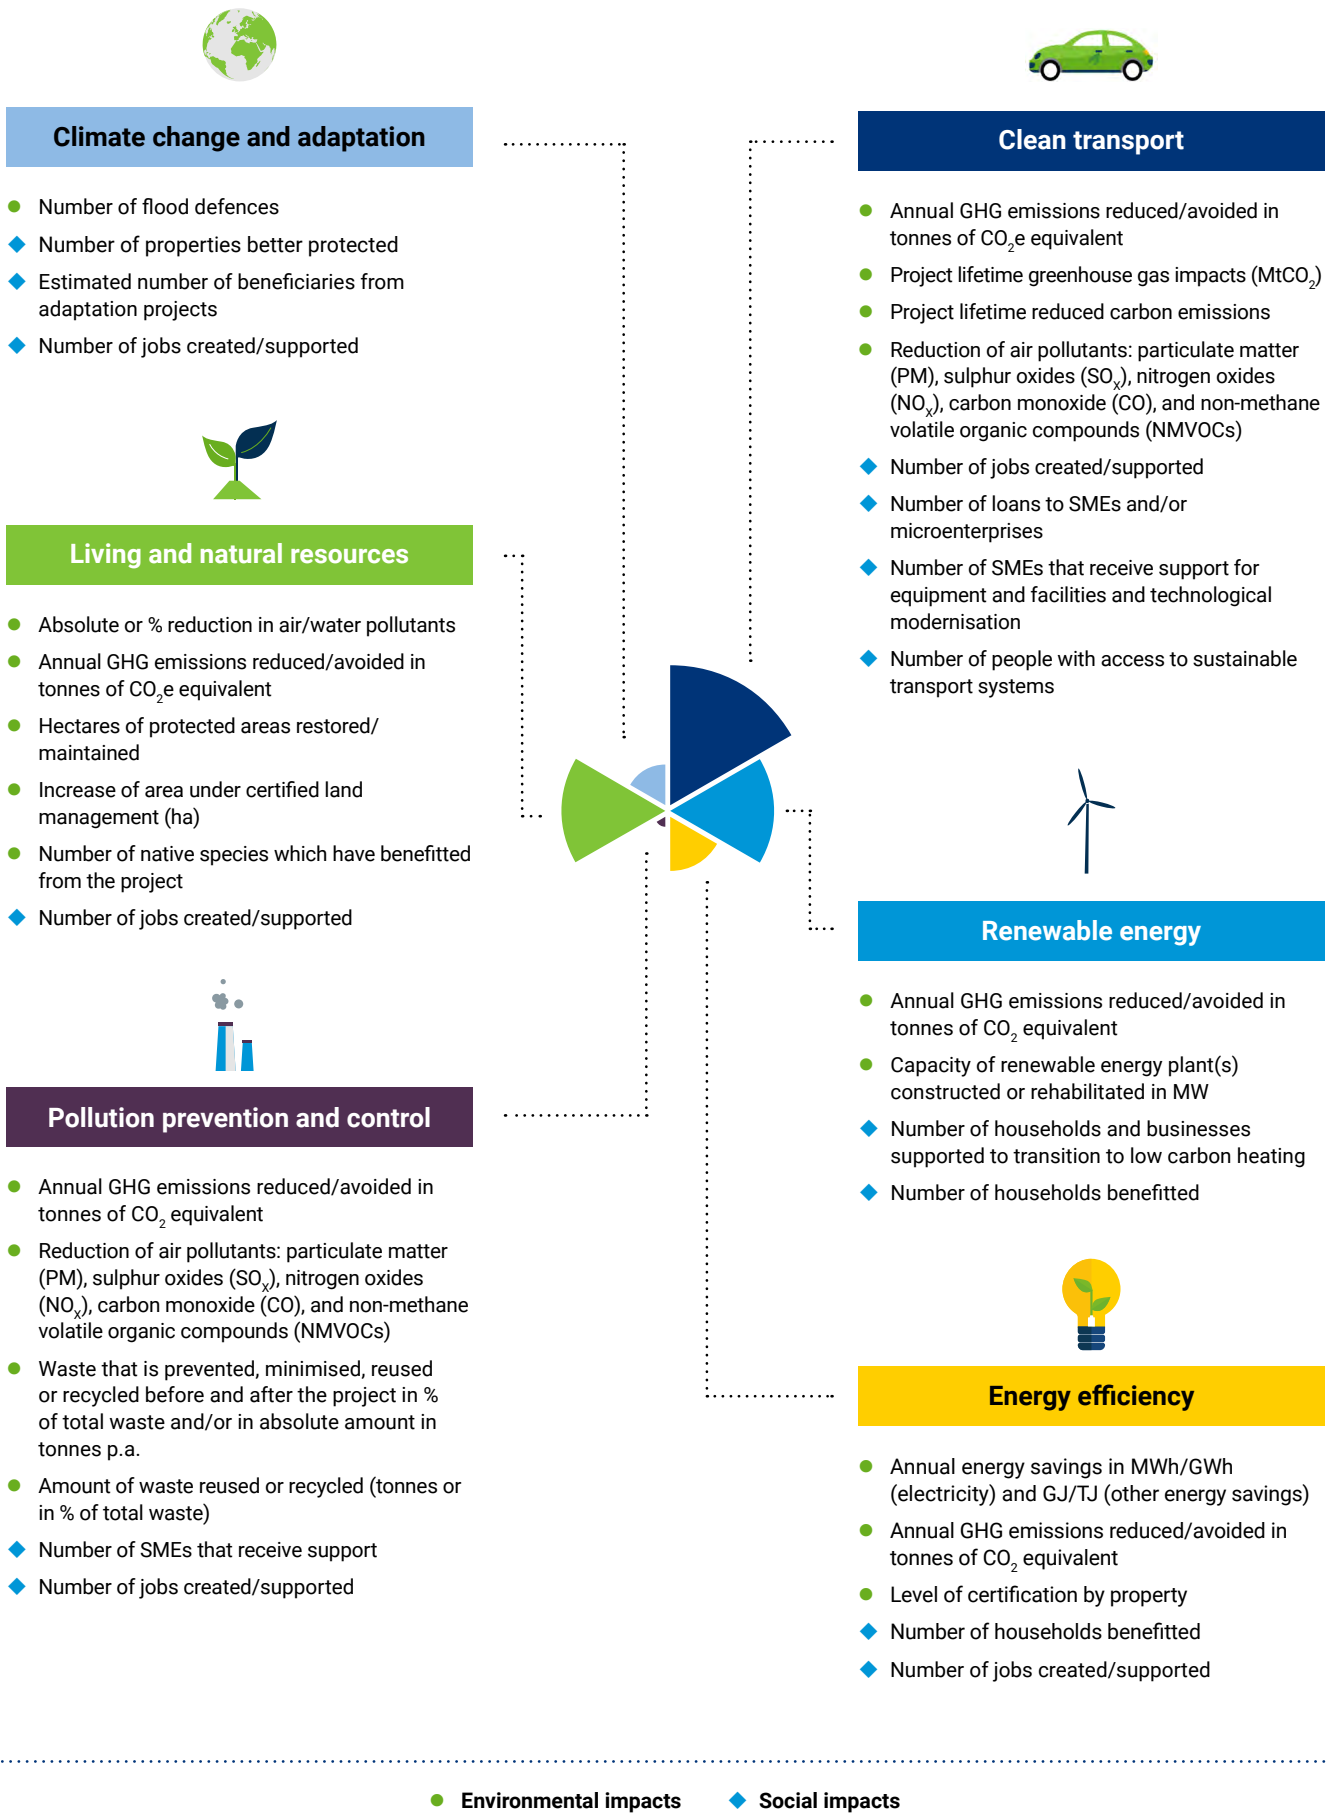 Climate change and adaptation
Number of flood defences
Number of properties better protected
Estimated number of beneficiaries from
adaptation projects
Number of jobs created/supported
Living and natural resources
Absolute or % reduction in air/water pollutants
Annual GHG emissions reduced/avoided in
tonnes of CO₂e equivalent
Hectares of protected areas restored/
maintained
Increase of area under certified land
management (ha)
Number of native species which have benefitted
from the project
Number of jobs created/supported
Pollution prevention and control
Annual GHG emissions reduced/avoided in
tonnes of CO₂ equivalent
Reduction of air pollutants: particulate matter
(PM), sulphur oxides (SOₓ), nitrogen oxides
(NOₓ), carbon monoxide (CO), and non-methane
volatile organic compounds (NMVOCs)
Waste that is prevented, minimised, reused
or recycled before and after the project in %
of total waste and/or in absolute amount in
tonnes p.a.
Amount of waste reused or recycled (tonnes or
in % of total waste)
Number of SMEs that receive support
Number of jobs created/supported
Clean transport
Annual GHG emissions reduced/avoided in
tonnes of CO₂e equivalent
Project lifetime greenhouse gas impacts (MtCO₂)
Project lifetime reduced carbon emissions
Reduction of air pollutants: particulate matter
(PM), sulphur oxides (SOₓ), nitrogen oxides
(NOₓ), carbon monoxide (CO), and non-methane
volatile organic compounds (NMVOCs)
Number of jobs created/supported
Number of loans to SMEs and/or
microenterprises
Number of SMEs that receive support for
equipment and facilities and technological
modernisation
Number of people with access to sustainable
transport systems
Renewable energy
Annual GHG emissions reduced/avoided in
tonnes of CO₂ equivalent
Capacity of renewable energy plant(s)
constructed or rehabilitated in MW
Number of households and businesses
supported to transition to low carbon heating
Number of households benefitted
Energy efficiency
Annual energy savings in MWh/GWh
(electricity) and GJ/TJ (other energy savings)
Annual GHG emissions reduced/avoided in
tonnes of CO₂ equivalent
Level of certification by property
Number of households benefitted
Number of jobs created/supported
Environmental impacts
Social impacts